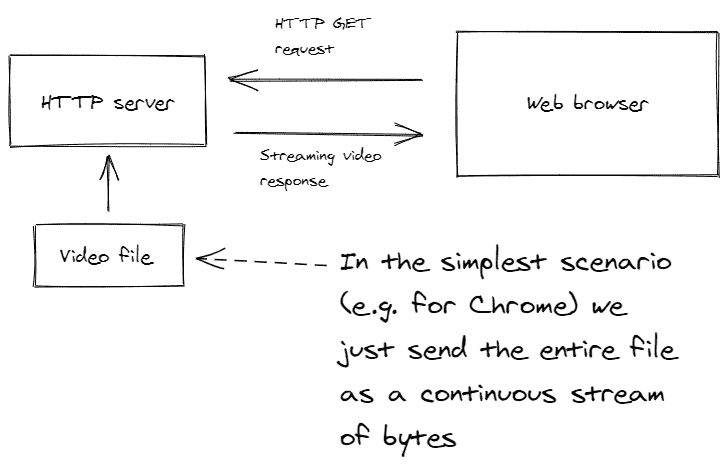 HTTP GET
request
HTTP server
Web browser
Streaming video
response
Video file
In the simplest scenario
(e.g. for Chrome) we
just send the entire file
as a continuous stream
of bytes